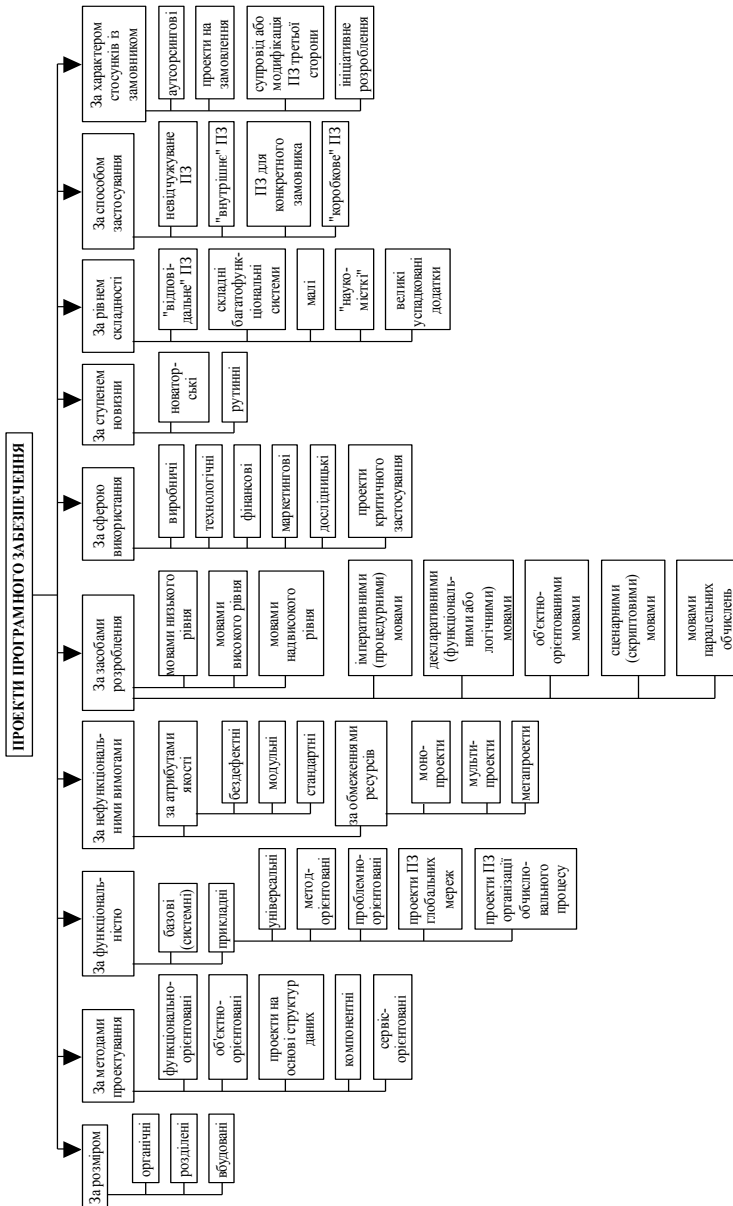 ПРОЕКТИ ПРОГРАМНОГО ЗАБЕЗПЕЧЕННЯ
За розміром
органічні
розділені
вбудовані
За методами
проектування
функціонально-
орієнтовані
об'єктно-
орієнтовані
проекти на
основі структур
даних
компонентні
сервіс-
орієнтовані
За функціональ-
ністю
базові
(системні)
прикладні
універсальні
метод-
орієнтовані
проблемно-
орієнтовані
проекти ПЗ
глобальних
мереж
проекти ПЗ
організації
обчислю-
вального процесу
За нефункціональ-
ними вимогами
за атрибутами
якості
бездефектні
модульні
стандартні
за обмеженнями
ресурсів
моно-
проекти
мульти-
проекти
мегапроекти
За засобами
розроблення
мовами низького
рівня
мовами
високого рівня
мовами
надвисокого
рівня
імперативними
(процедурними)
мовами
декларативними
(функціональ-
ними або
логічними)
мовами
об'єктно-
орієнтованими
мовами
сценарними
(скриптовими)
мовами
мовами
паралельних
обчислень
За сферою
використання
виробничі
технологічні
фінансові
маркетингові
дослідницькі
проекти
критичного
застосування
За ступенем
новизни
новатор-
ські
рутинні
За рівнем
складності
"відпові-
дальне" ПЗ
складні
багатофунк-
ціональні
системи
малі
"науко-
місткі"
великі
успадковані
додатки
За способом
застосування
невідчужуване
ПЗ
"внутрішнє" ПЗ
ПЗ для
конкретного
замовника
"коробкове" ПЗ
За характером
стосунків із
замовником
аутсорсингові
проекти на
замовлення
супровід або
модифікація
ПЗ третьої
сторони
ініціативне
розроблення